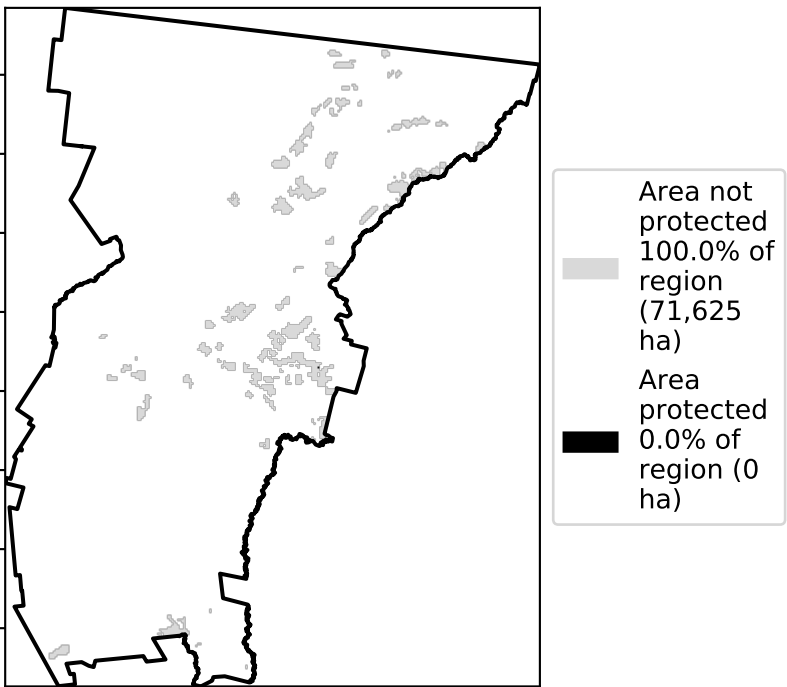 Area not
protected
100.0% of
region
(71,625
ha)
Area
protected
0.0% of
region (0
ha)